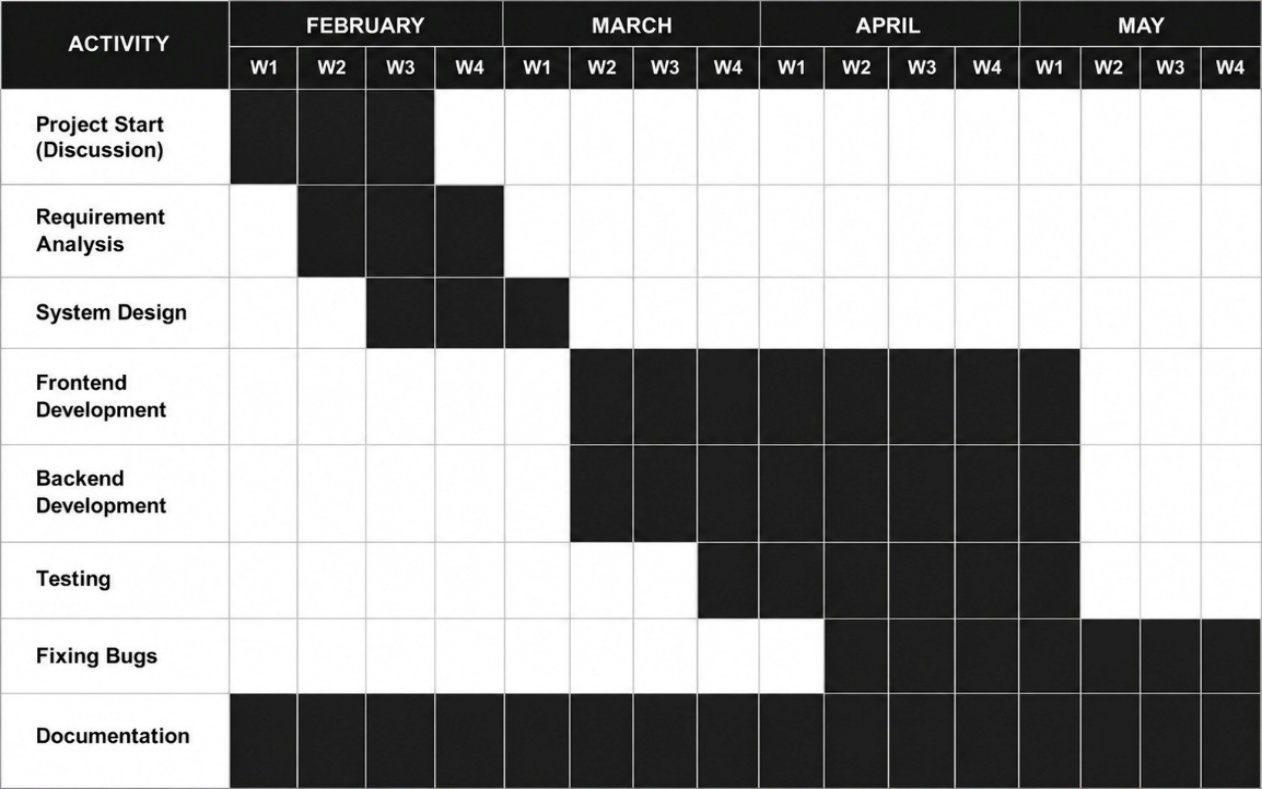 ACTIVITY
FEBRUARY MARCH APRIL MAY
W1 W2 W3 W4 W1 W2 W3 W4 W1 W2 W3 W4 W1 W2 W3 W4
Project Start
(Discussion)
Requirement
Analysis
System Design
Frontend
Development
Backend
Development
Testing
Fixing Bugs
Documentation